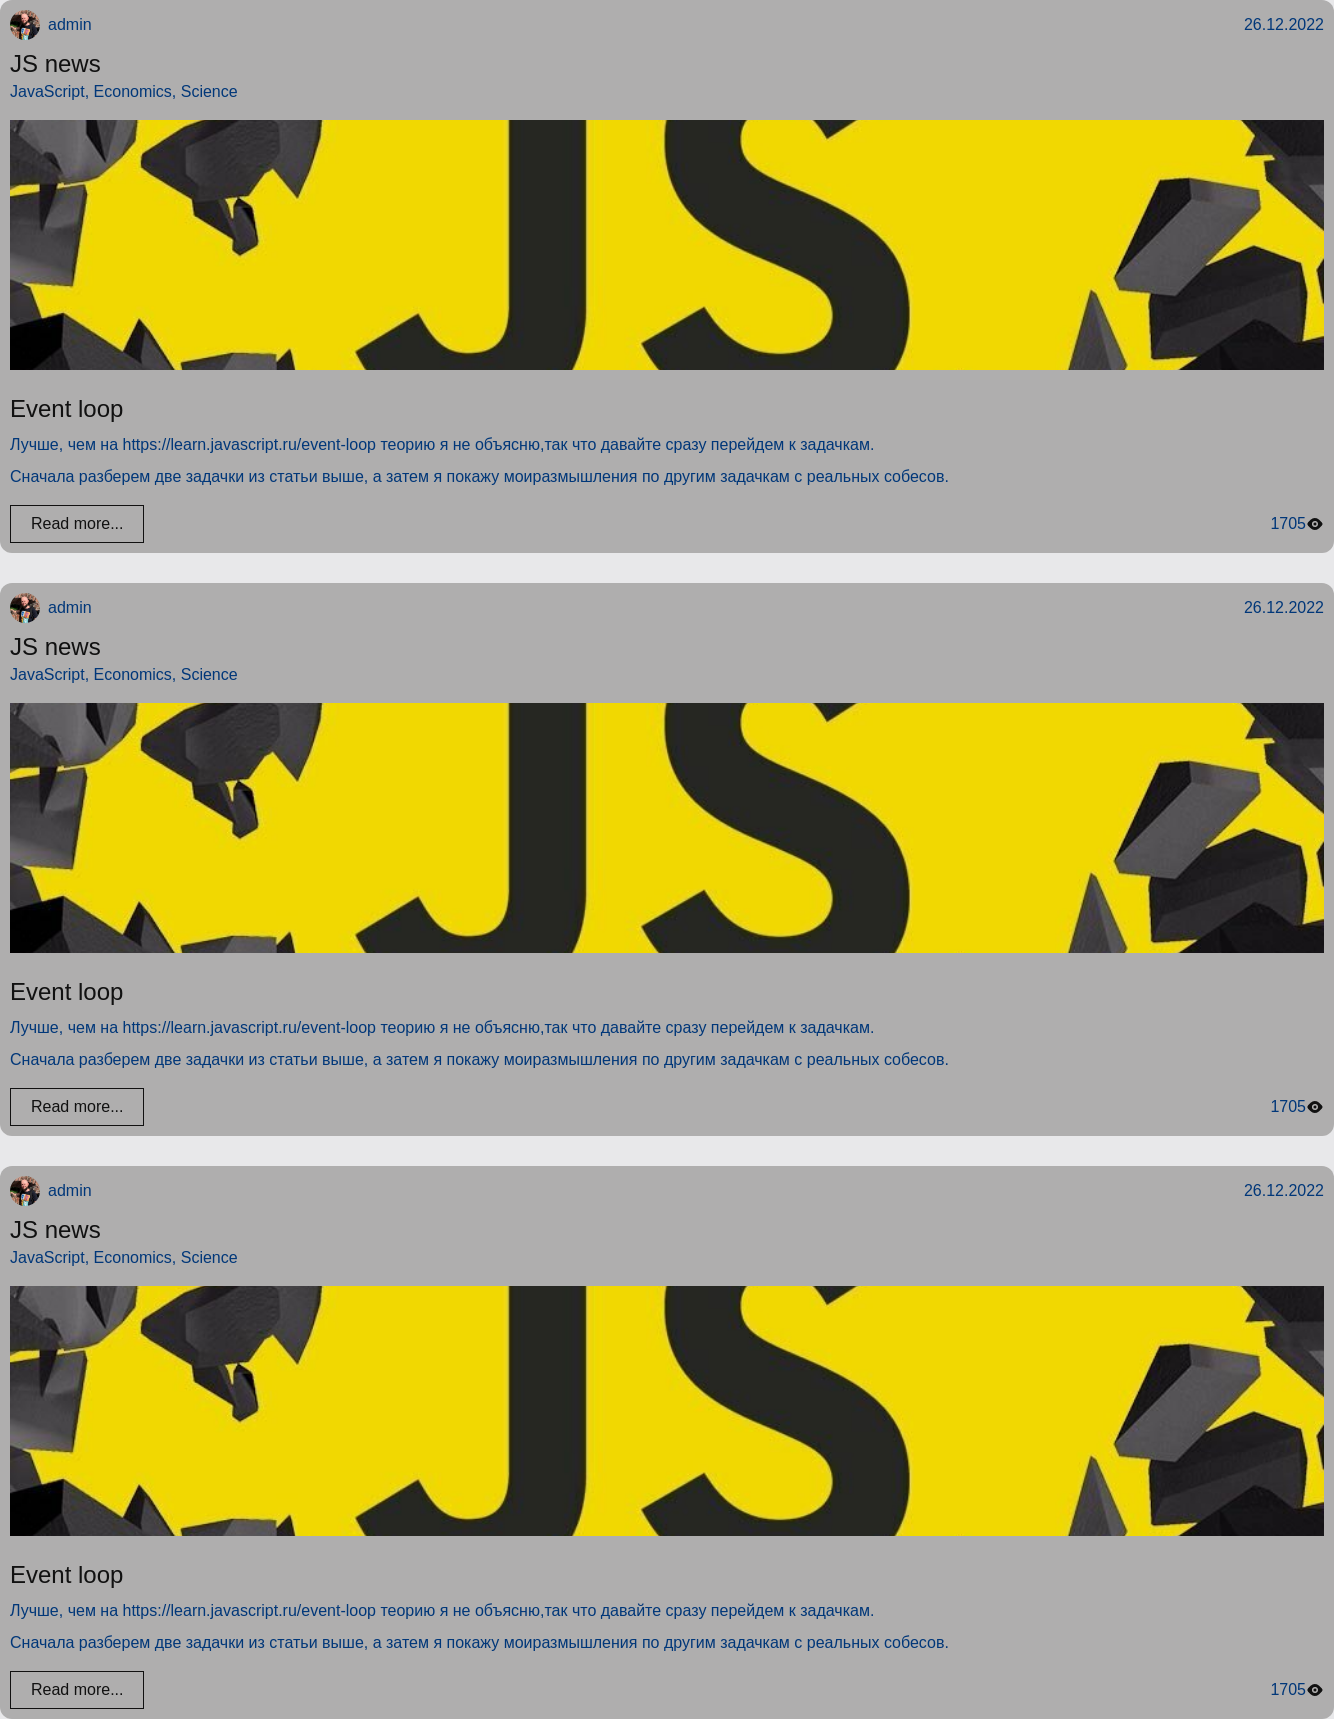 admin 26.12.2022
JS news
JavaScript, Economics, Science
JS
Event loop
Лучше, чем на https://learn.javascript.ru/event-loop теорию я не объясню,так что давайте сразу перейдем к задачкам.
Сначала разберем две задачки из статьи выше, а затем я покажу моиразмышления по другим задачкам с реальных собесов.
Read more... 1705
admin 26.12.2022
JS news
JavaScript, Economics, Science
JS
Event loop
Лучше, чем на https://learn.javascript.ru/event-loop теорию я не объясню,так что давайте сразу перейдем к задачкам.
Сначала разберем две задачки из статьи выше, а затем я покажу моиразмышления по другим задачкам с реальных собесов.
Read more... 1705
admin 26.12.2022
JS news
JavaScript, Economics, Science
JS
Event loop
Лучше, чем на https://learn.javascript.ru/event-loop теорию я не объясню,так что давайте сразу перейдем к задачкам.
Сначала разберем две задачки из статьи выше, а затем я покажу моиразмышления по другим задачкам с реальных собесов.
Read more... 1705